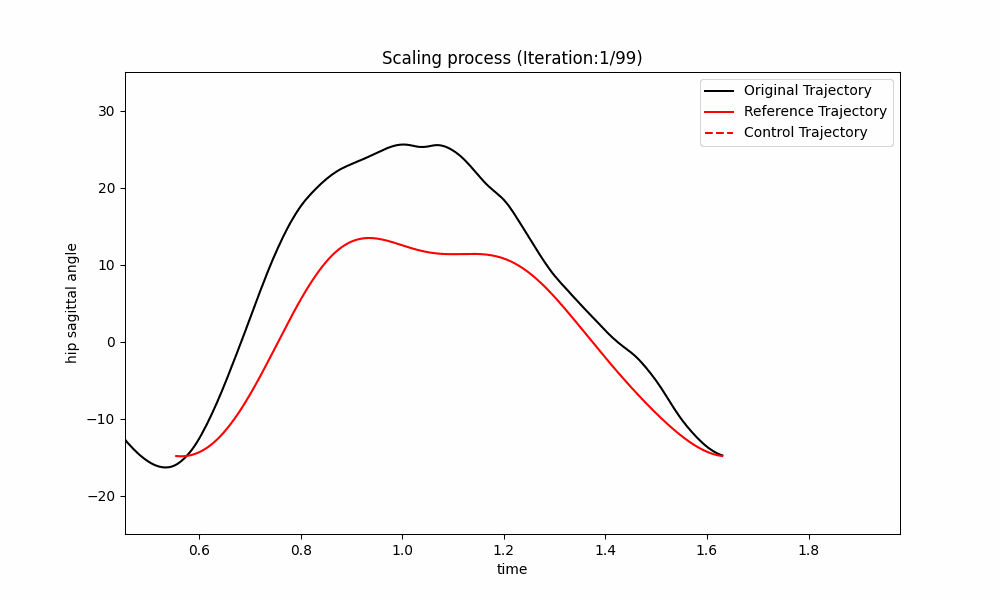 Scaling process (Iteration:1/99)
Original Trajectory
Reference Trajectory
Control Trajectory
hip sagittal angle
30
20
10
0
−10
−20
0.6 0.8 1.0 1.2 1.4 1.6 1.8
time